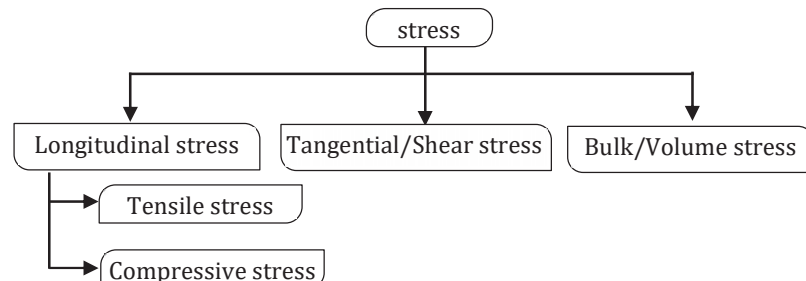 stress
Longitudinal stress
Tangential/Shear stress
Bulk/Volume stress
Tensile stress
Compressive stress